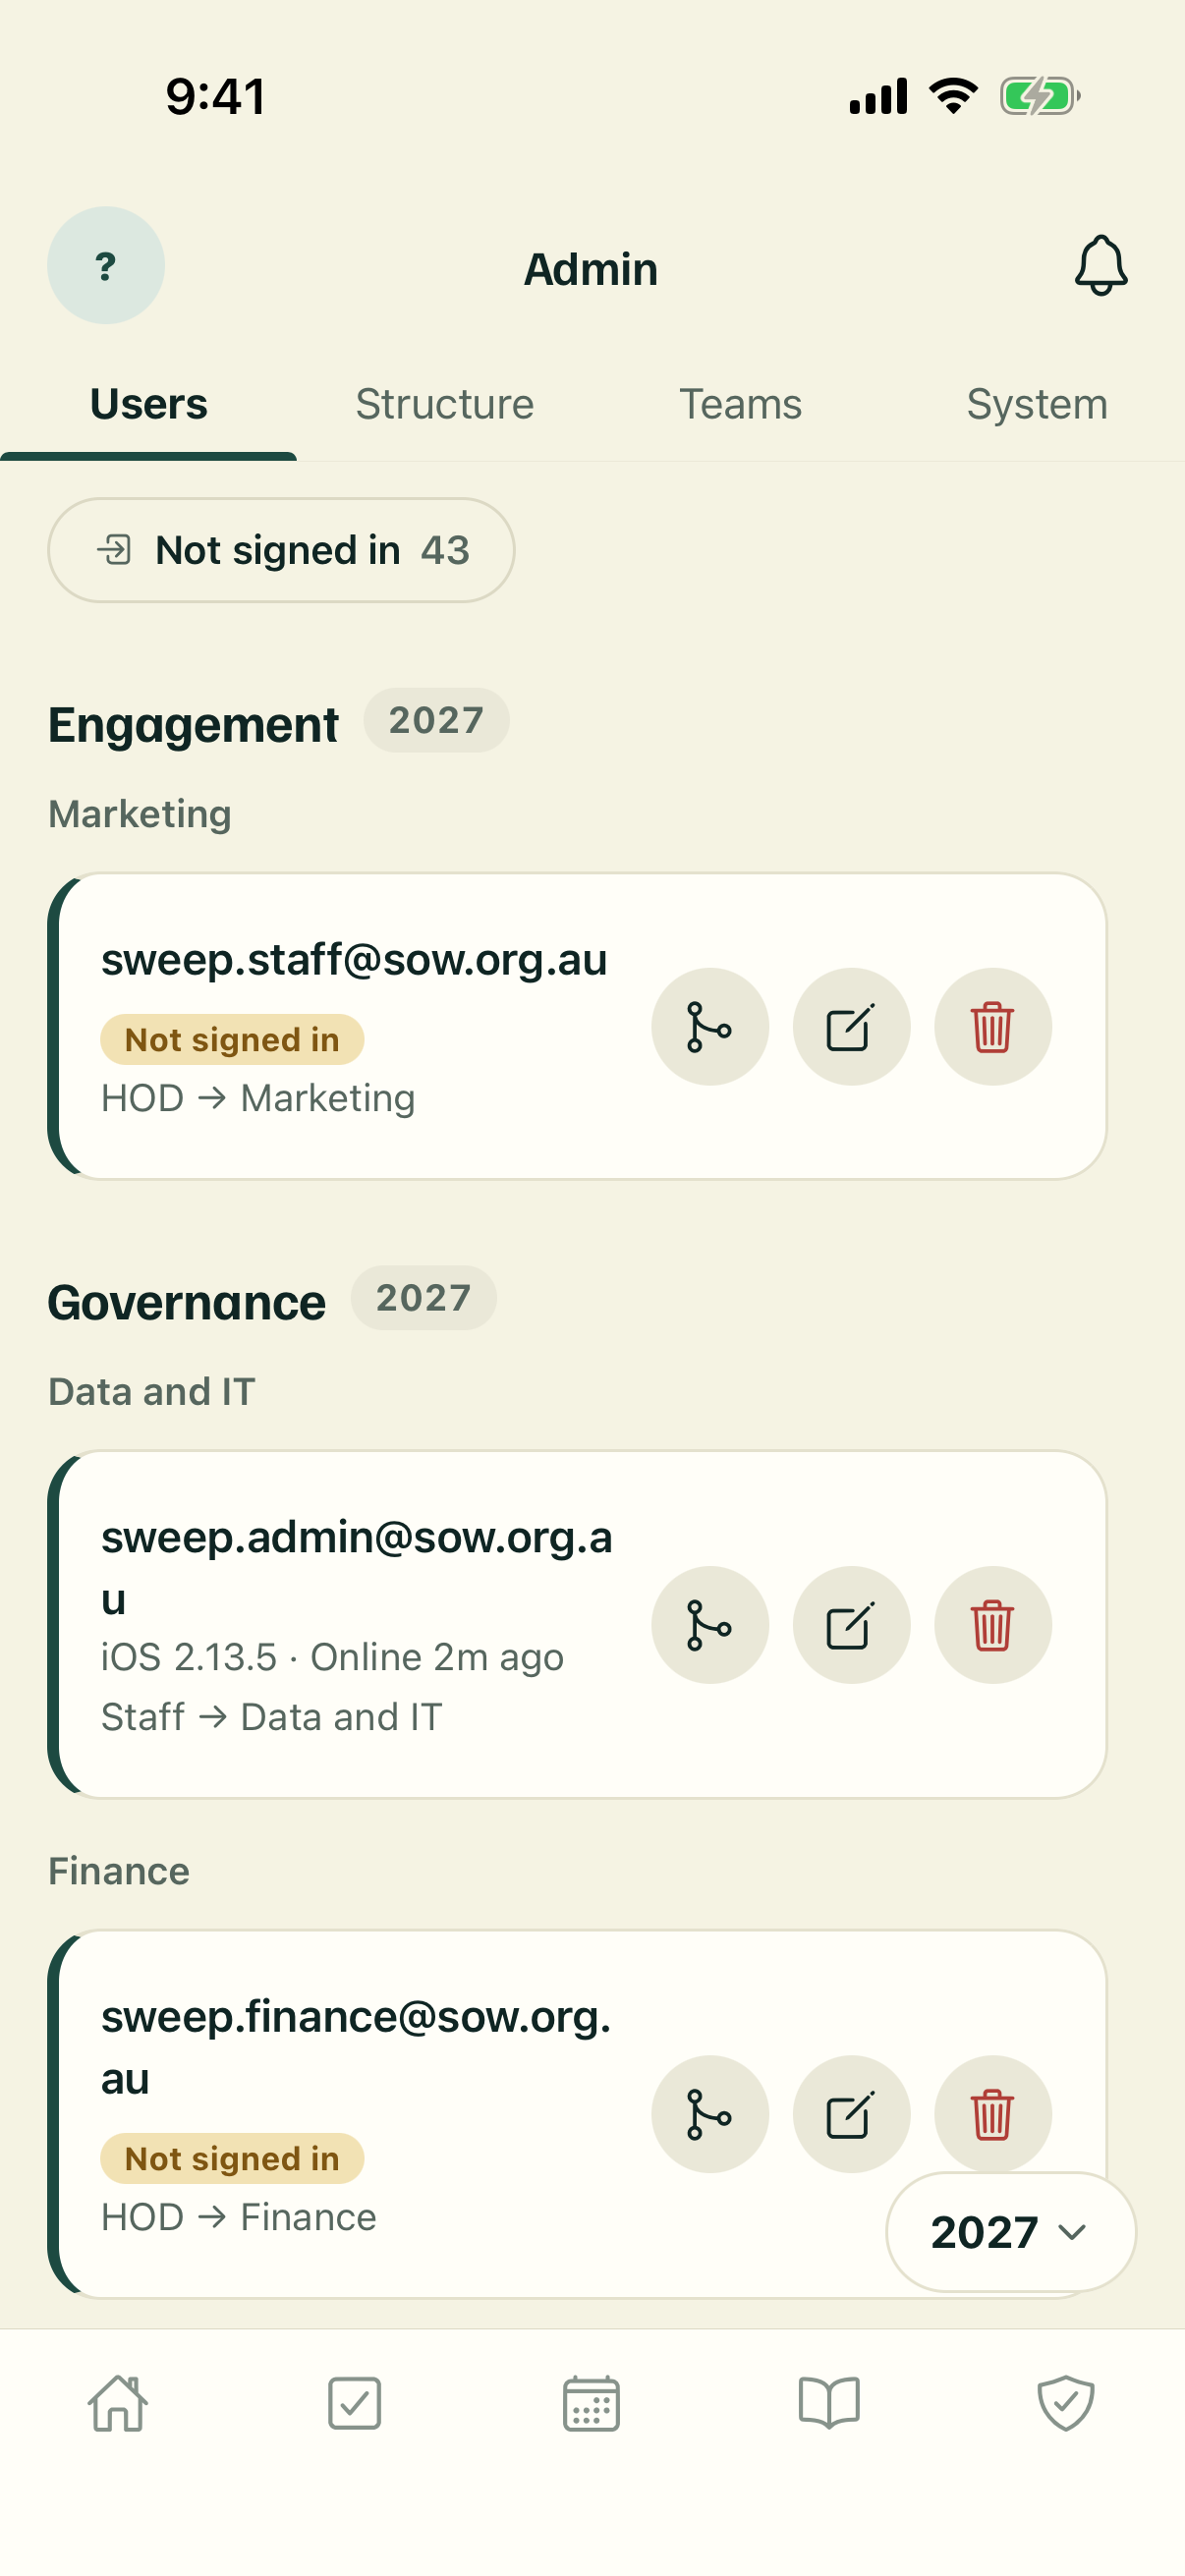 9:41
?
Admin
Users Structure Teams System
Not signed in 43
Engagement 2027
Marketing
sweep.staff@sow.org.au
Not signed in
HOD → Marketing
Governance 2027
Data and IT
sweep.admin@sow.org.a
u
iOS 2.13.5 · Online 2m ago
Staff → Data and IT
Finance
sweep.finance@sow.org.
au
Not signed in
HOD → Finance
2027